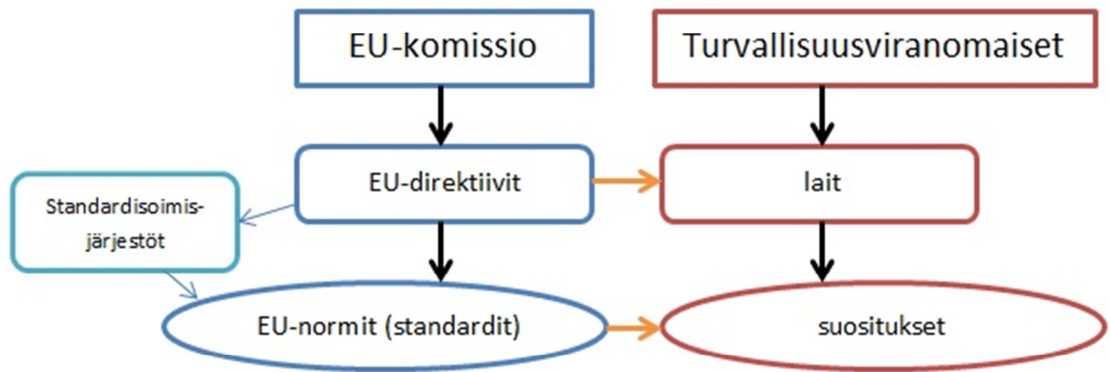 EU-komissio
Turvallisuusviranomaiset
EU-direktiivit
lait
Standardisoimis-
järjestöt
EU-normit (standardit)
suositukset